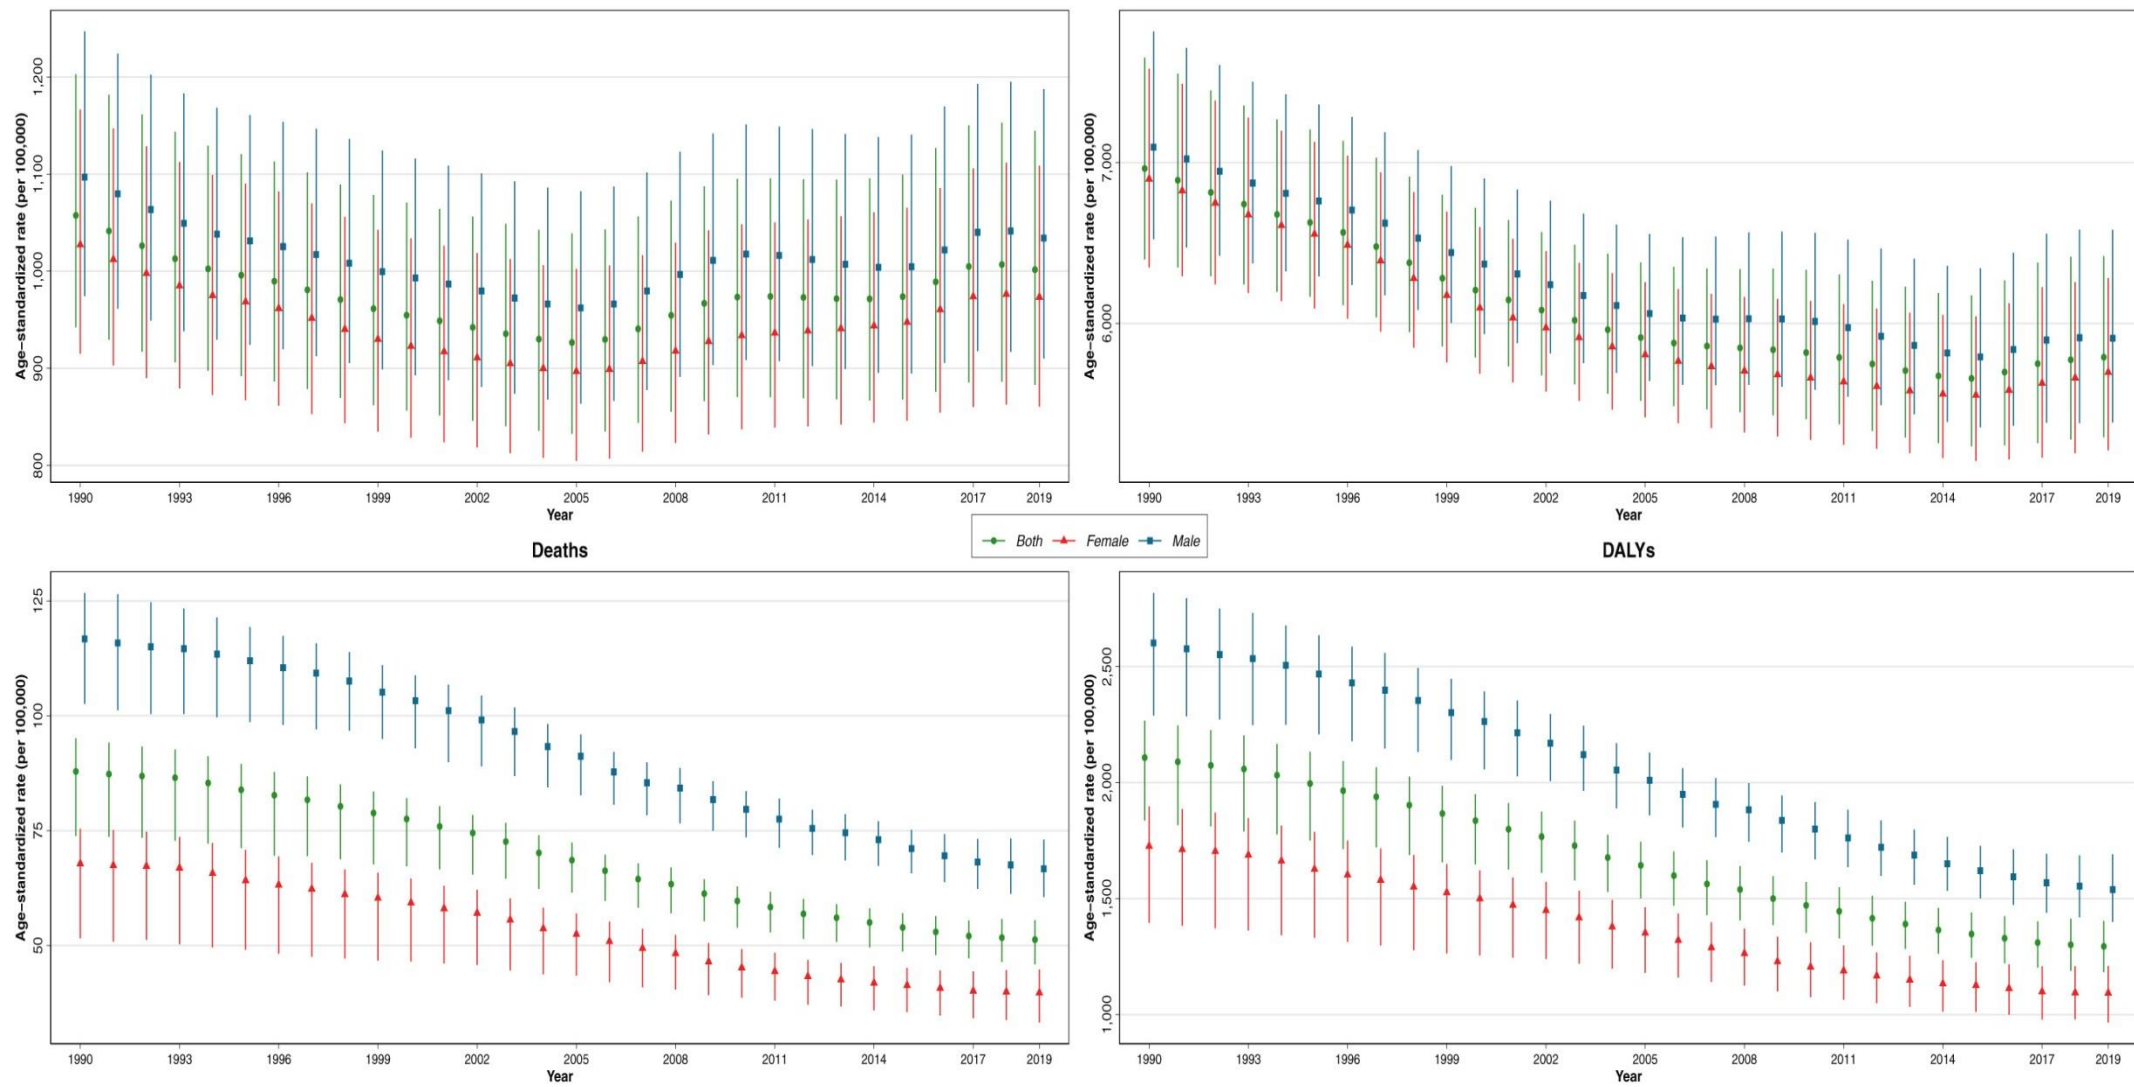 Age–standardized rate (per 100,000)
1,200
1,100
1,000
900
800
1990 1993 1996 1999 2002 2005 2008 2011 2014 2017 2019
Year
Age–standardized rate (per 100,000)
7,000
6,000
1990 1993 1996 1999 2002 2005 2008 2011 2014 2017 2019
Year
Both Female Male
Deaths
DALYs
Age–standardized rate (per 100,000)
125
100
75
50
1990 1993 1996 1999 2002 2005 2008 2011 2014 2017 2019
Year
Age–standardized rate (per 100,000)
2,500
2,000
1,500
1,000
1990 1993 1996 1999 2002 2005 2008 2011 2014 2017 2019
Year